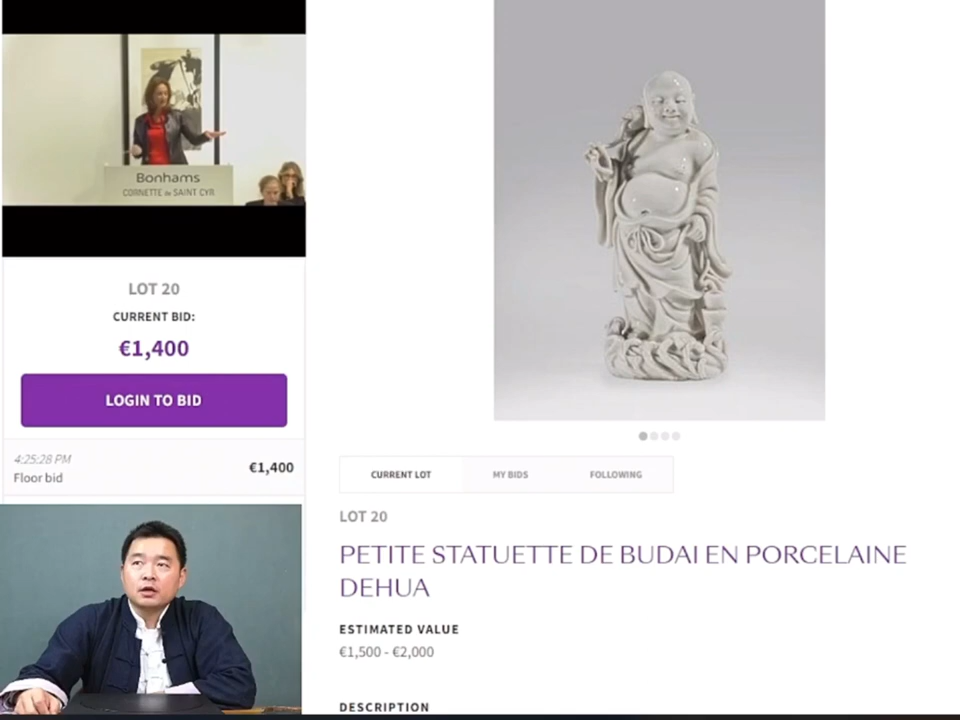 Bonhams
CORNETTE de SAINT CYR
LOT 20
CURRENT BID:
€1,400
LOGIN TO BID
4:25:28 PM
Floor bid
€1,400
CURRENT LOT
MY BIDS
FOLLOWING
LOT 20
PETITE STATUETTE DE BUDAI EN PORCELAINE
DEHUA
ESTIMATED VALUE
€1,500 - €2,000
DESCRIPTION